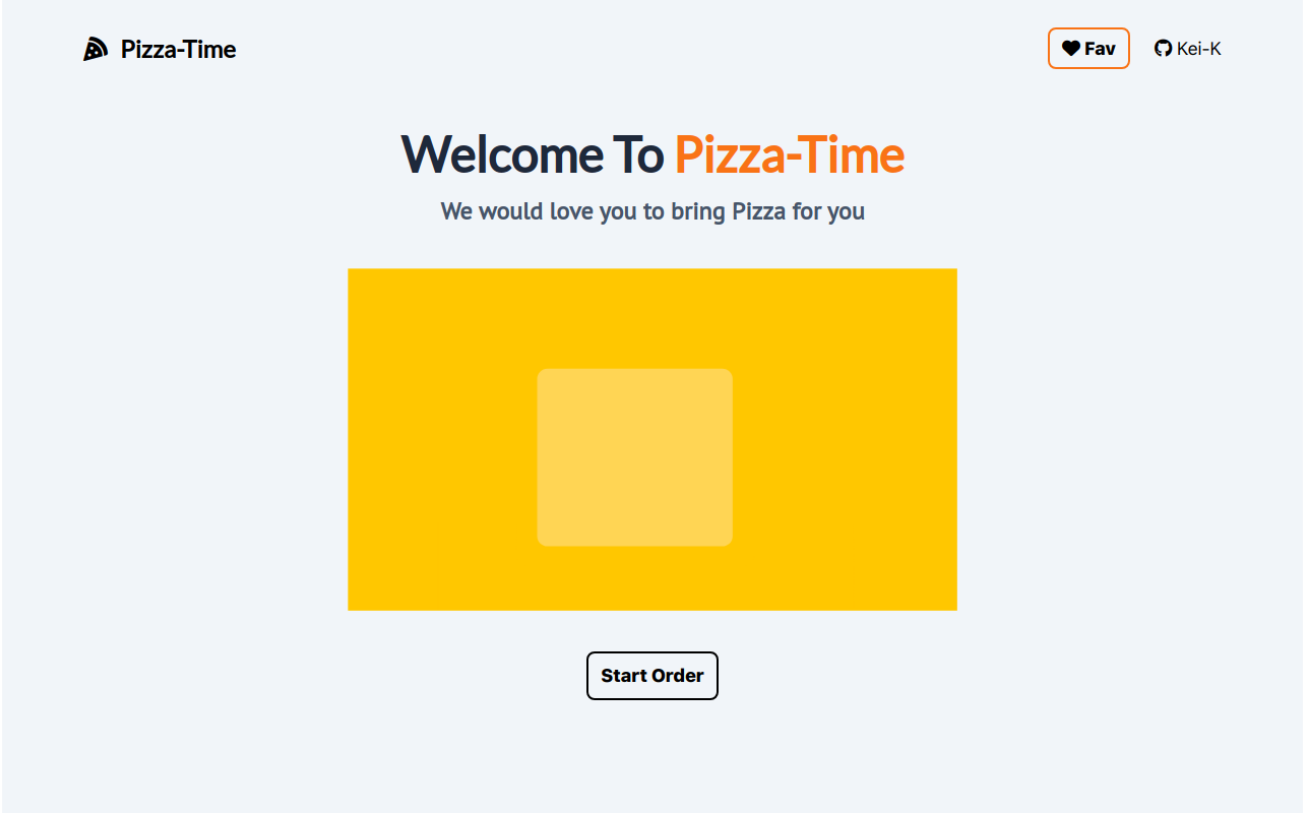 Pizza-Time
Fav
Kei-K
Welcome To Pizza-Time
We would love you to bring Pizza for you
Start Order